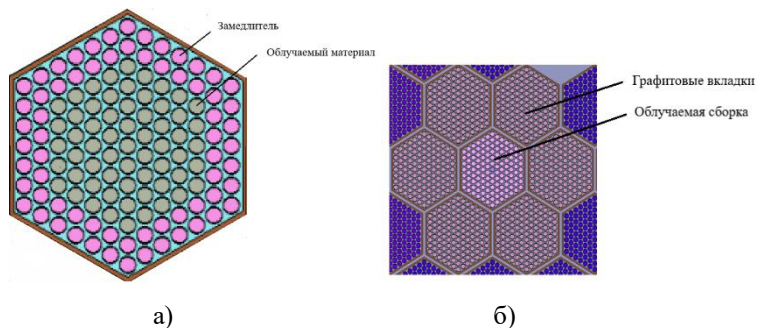 Замедлитель
Облучаемый материал
Графитовые вкладки
Облучаемая сборка
а)
б)